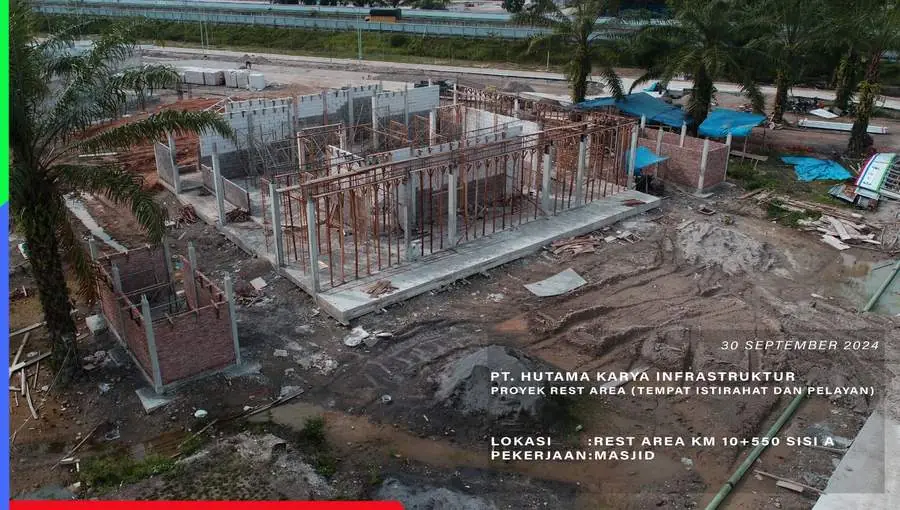 30 SEPTEMBER 2024
PT. HUTAMA KARYA INFRASTRUKTUR
PROYEK REST AREA (TEMPAT ISTIRAHAT DAN PELAYAN)
LOKASI :REST AREA KM 10+550 SISI A
PEKERJAAN:MASJID